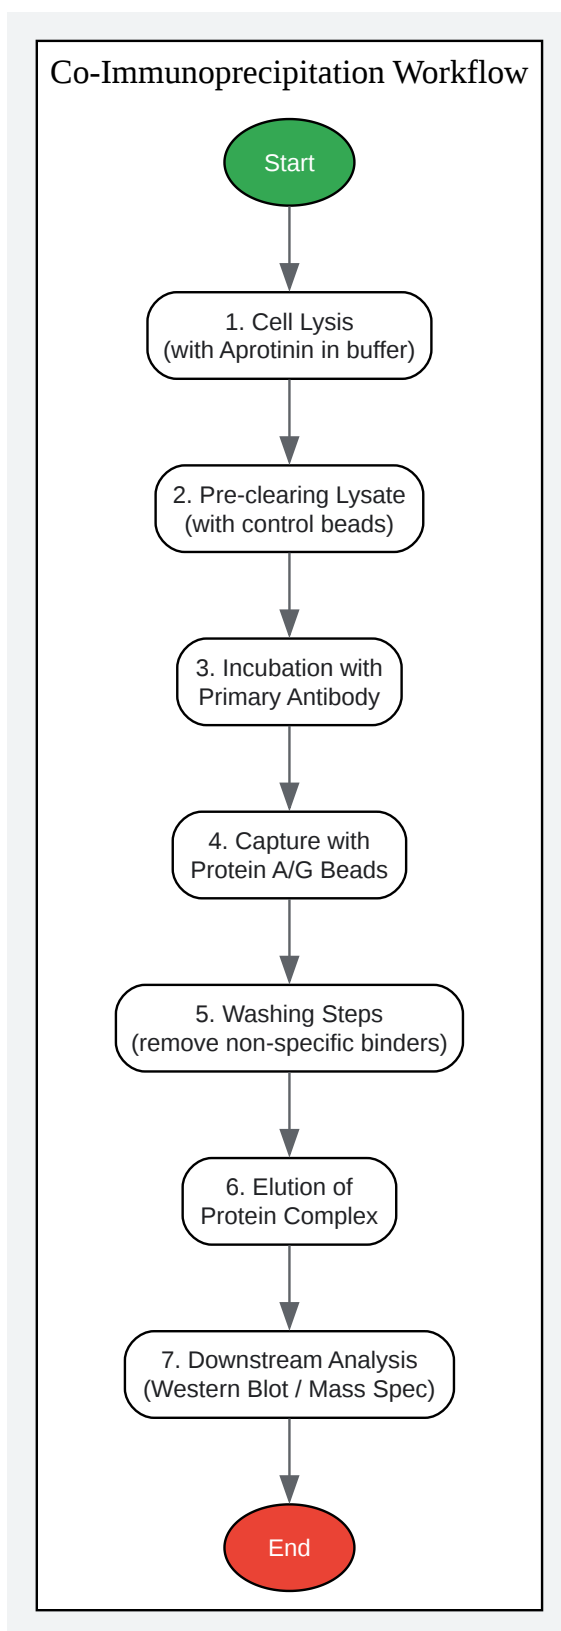 Co-Immunoprecipitation Workflow
Start
1. Cell Lysis
(with Aprotinin in buffer)
2. Pre-clearing Lysate
(with control beads)
3. Incubation with
Primary Antibody
4. Capture with
Protein A/G Beads
5. Washing Steps
(remove non-specific binders)
6. Elution of
Protein Complex
7. Downstream Analysis
(Western Blot / Mass Spec)
End